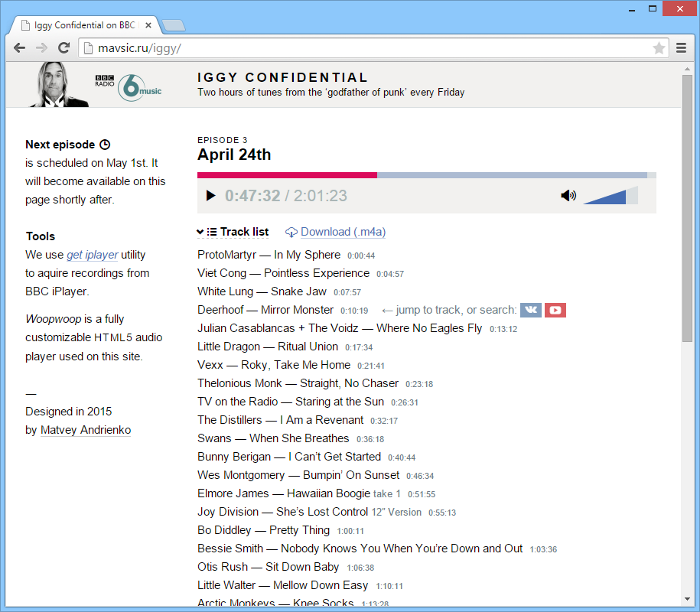 Iggy Confidential on BBC
mavsic.ru/iggy/
BBC
RADIO
6
music
IGGY CONFIDENTIAL
Two hours of tunes from the ‘godfather of punk’ every Friday
Next episode
is scheduled on May 1st. It
will become available on this
page shortly after.
Tools
We use get iplayer utility
to aquire recordings from
BBC iPlayer.
Woopwoop is a fully
customizable HTML5 audio
player used on this site.
—
Designed in 2015
by Matvey Andrienko
EPISODE 3
April 24th
0:47:32 / 2:01:23
Track list Download (.m4a)
ProtoMartyr — In My Sphere 0:00:44
Viet Cong — Pointless Experience 0:04:57
White Lung — Snake Jaw 0:07:57
Deerhoof — Mirror Monster 0:10:19 ← jump to track, or search:
Julian Casablancas + The Voidz — Where No Eagles Fly 0:13:12
Little Dragon — Ritual Union 0:17:34
Vexx — Roky, Take Me Home 0:21:41
Thelonious Monk — Straight, No Chaser 0:23:18
TV on the Radio — Staring at the Sun 0:26:31
The Distillers — I Am a Revenant 0:32:17
Swans — When She Breathes 0:36:18
Bunny Berigan — I Can’t Get Started 0:40:44
Wes Montgomery — Bumpin’ On Sunset 0:46:34
Elmore James — Hawaiian Boogie take 1 0:51:55
Joy Division — She’s Lost Control 12” Version 0:55:13
Bo Diddley — Pretty Thing 1:00:11
Bessie Smith — Nobody Knows You When You’re Down and Out 1:03:36
Otis Rush — Sit Down Baby 1:06:38
Little Walter — Mellow Down Easy 1:10:11
Arctic Monkeys — Knee Socks 1:13:28